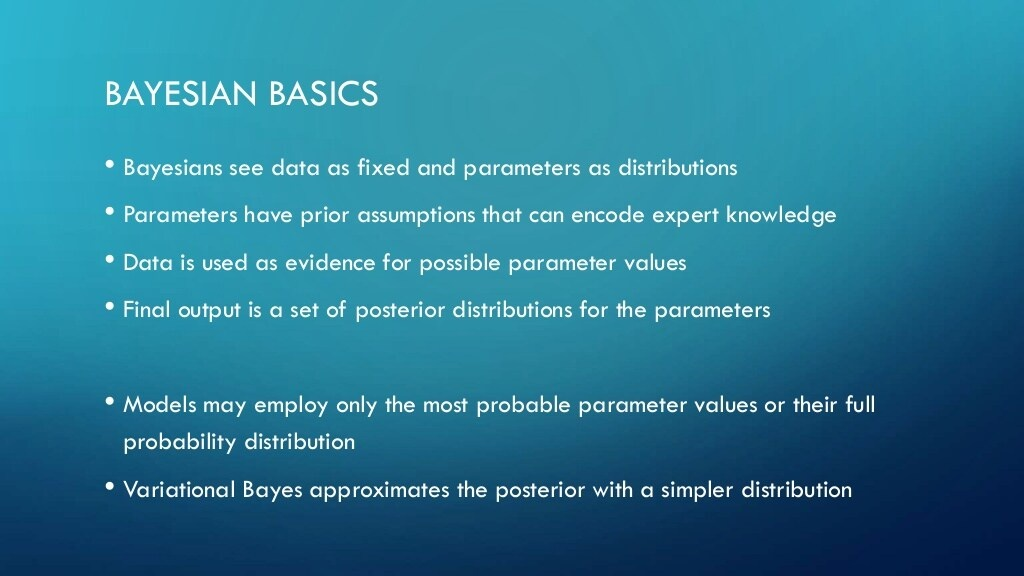 BAYESIAN BASICS
• Bayesians see data as fixed and parameters as distributions
• Parameters have prior assumptions that can encode expert knowledge
• Data is used as evidence for possible parameter values
• Final output is a set of posterior distributions for the parameters
• Models may employ only the most probable parameter values or their full
probability distribution
• Variational Bayes approximates the posterior with a simpler distribution